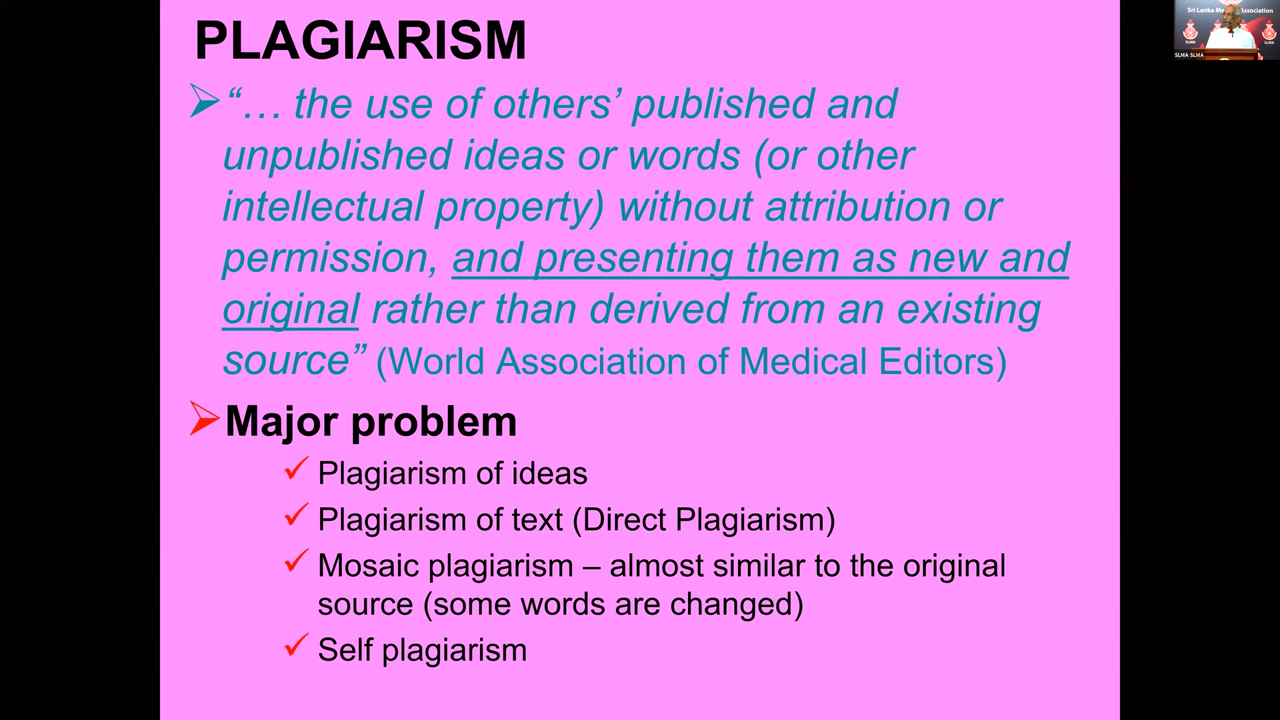 PLAGIARISM
“… the use of others’ published and
unpublished ideas or words (or other
intellectual property) without attribution or
permission, and presenting them as new and
original rather than derived from an existing
source” (World Association of Medical Editors)
Major problem
Plagiarism of ideas
Plagiarism of text (Direct Plagiarism)
Mosaic plagiarism – almost similar to the original
source (some words are changed)
Self plagiarism
Sri Lanka Me Association
SLMA
SLMA
SLMA SLMA